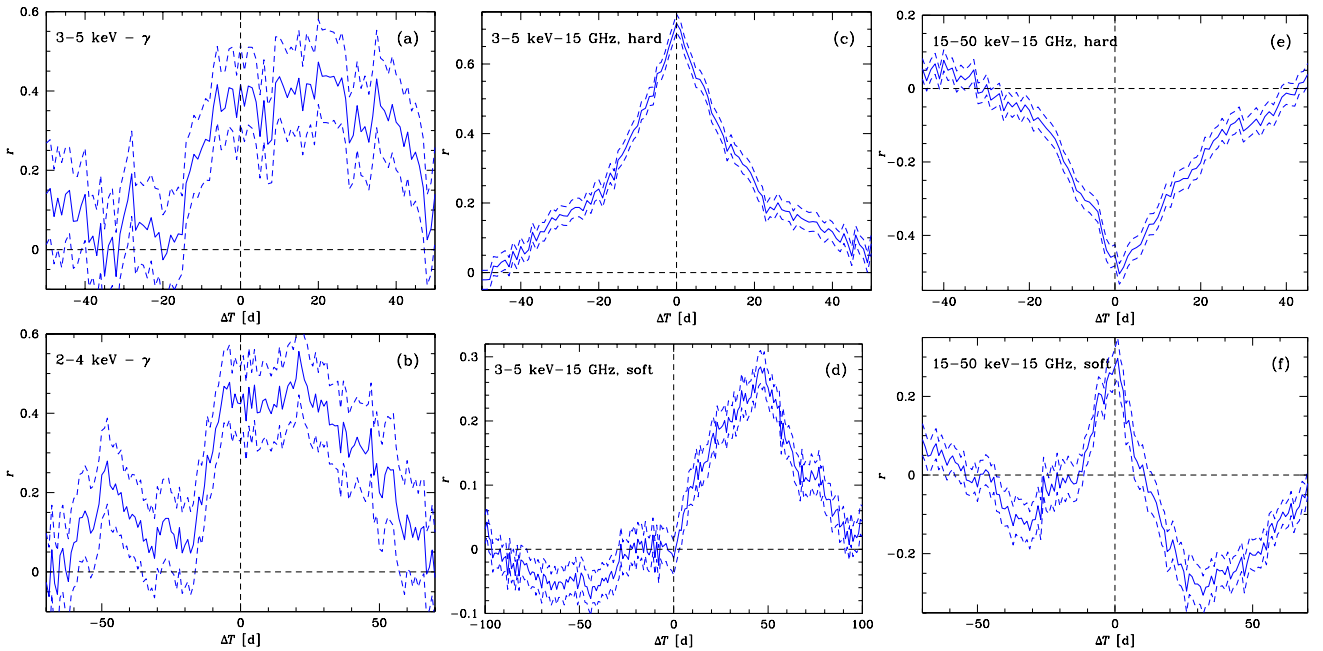 3−5 keV − γ
(a)
r
0.6
0.4
0.2
0
−40
−20
0
20
40
ΔT [d]
3−5 keV−15 GHz, hard
(c)
r
0.6
0.4
0.2
0
−40
−20
0
20
40
ΔT [d]
15−50 keV−15 GHz, hard
(e)
r
0.2
0
−0.2
−0.4
−40
−20
0
20
40
ΔT [d]
2−4 keV − γ
(b)
r
0.6
0.4
0.2
0
−50
0
50
ΔT [d]
3−5 keV−15 GHz, soft
(d)
r
0.3
0.2
0.1
0
−0.1
−100
−50
0
50
100
ΔT [d]
15−50 keV−15 GHz, soft
(f)
r
0.2
0
−0.2
−50
0
50
ΔT [d]